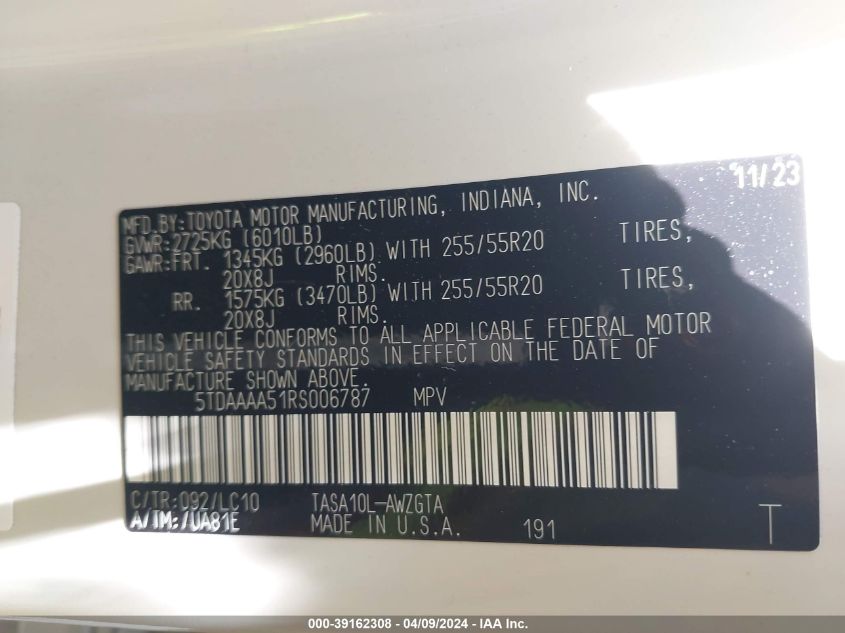 11/23
MFD.BY:TOYOTA MOTOR MANUFACTURING, INDIANA, INC.
GVWR:2725KG (6010LB)
GAWR:FRT. 1345KG (2960LB) WITH 255/55R20 TIRES,
20X8J RIMS.
RR. 1575KG (3470LB) WITH 255/55R20 TIRES,
20X8J RIMS.
THIS VEHICLE CONFORMS TO ALL APPLICABLE FEDERAL MOTOR
VEHICLE SAFETY STANDARDS IN EFFECT ON THE DATE OF
MANUFACTURE SHOWN ABOVE.
5TDAAAA51RS006787 MPV
C/TR:092/LC10 TASA10L-AWZGTA
A/TM:/UA81E MADE IN U.S.A. 191 T
000-39162308 - 04/09/2024 - IAA Inc.